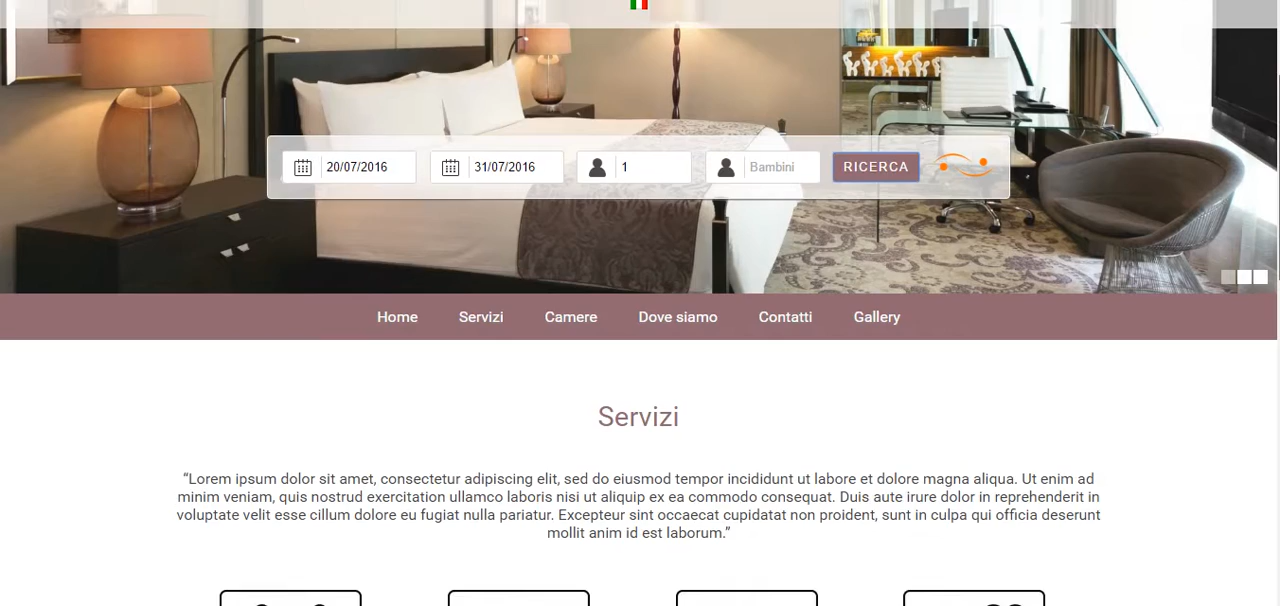 20/07/2016 31/07/2016 1 Bambini RICERCA
Home Servizi Camere Dove siamo Contatti Gallery
Servizi
“Lorem ipsum dolor sit amet, consectetur adipiscing elit, sed do eiusmod tempor incididunt ut labore et dolore magna aliqua. Ut enim ad
minim veniam, quis nostrud exercitation ullamco laboris nisi ut aliquip ex ea commodo consequat. Duis aute irure dolor in reprehenderit in
voluptate velit esse cillum dolore eu fugiat nulla pariatur. Excepteur sint occaecat cupidatat non proident, sunt in culpa qui officia deserunt
mollit anim id est laborum.”